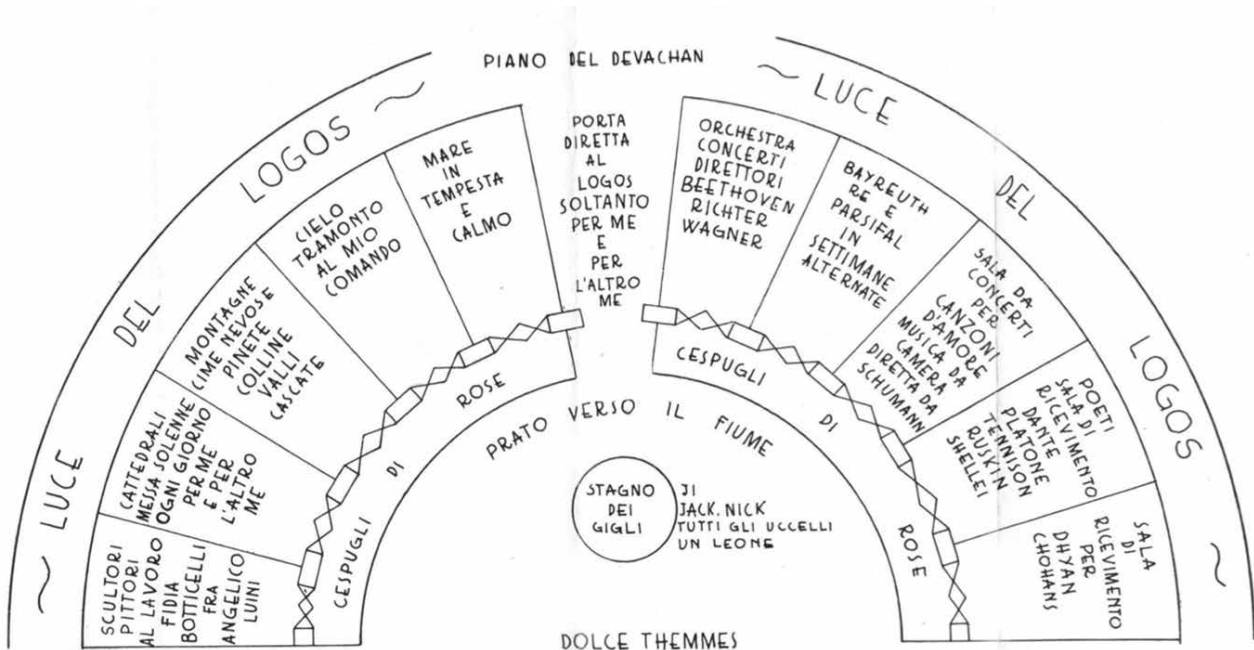 PIANO DEL DEVACHAN
~ LUCE DEL LOGOS ~
~ LUCE DEL LOGOS ~
SCULTORI
PITTORI
AL LAVORO
FIDIA
BOTTICELLI
FRA
ANGELICO
LUINI
CATTEDRALI
MESSA SOLENNE
OGNI GIORNO
PER ME
E PER
L'ALTRO
ME
MONTAGNE
CIME NEVOSE
PINETE
COLLINE
VALLI
CASCATE
CIELO
TRAMONTO
AL MIO
COMANDO
MARE
IN
TEMPESTA
E
CALMO
PORTA
DIRETTA
AL
LOGOS
SOLTANTO
PER ME
E
PER
L'ALTRO
ME
ORCHESTRA
CONCERTI
DIRETTORI
BEETHOVEN
RICHTER
WAGNER
BAYREUTH
RE E
PARSIFAL
IN
SETTIMANE
ALTERNATE
SALA DA
CONCERTI
PER
CANZONI
D'AMORE
MUSICA DA
CAMERA
DIRETTA DA
SCHUMANN
POETI
SALA DI
RICEVIMENTO
DANTE
PLATONE
TENNISON
RUSKIN
SHELLEI
SALA
DI
RICEVIMENTO
PER
DHYAN
CHOHANS
CESPUGLI DI ROSE
CESPUGLI DI ROSE
PRATO VERSO IL FIUME
STAGNO
DEI
GIGLI
JI
JACK. NICK
TUTTI GLI UCCELLI
UN LEONE
DOLCE THEMMES